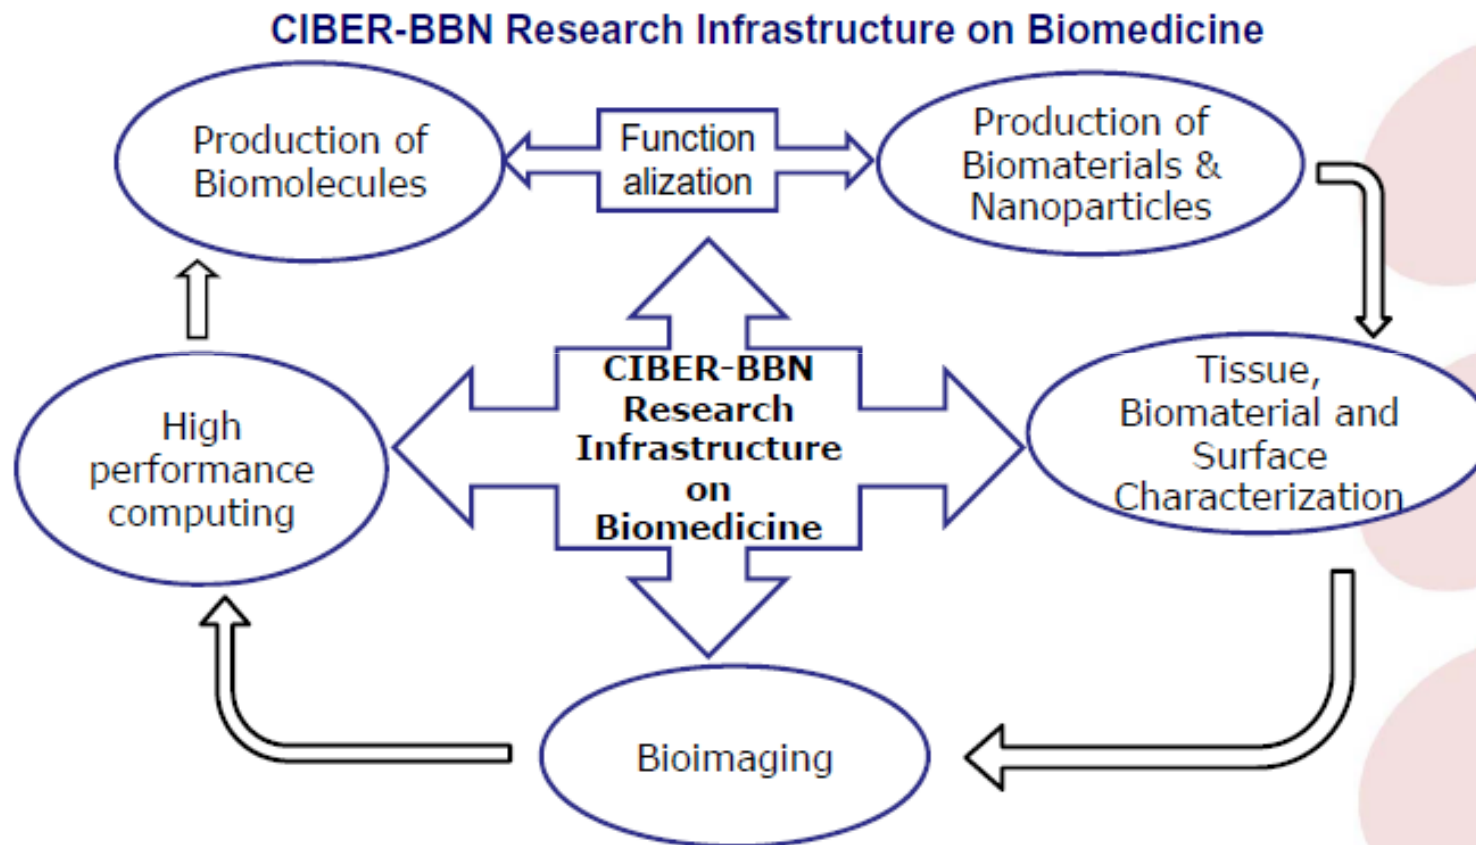 CIBER-BBN Research Infrastructure on Biomedicine
Production of
Biomolecules
Function
alization
Production of
Biomaterials &
Nanoparticles
High
performance
computing
CIBER-BBN
Research
Infrastructure
on
Biomedicine
Tissue,
Biomaterial and
Surface
Characterization
Bioimaging